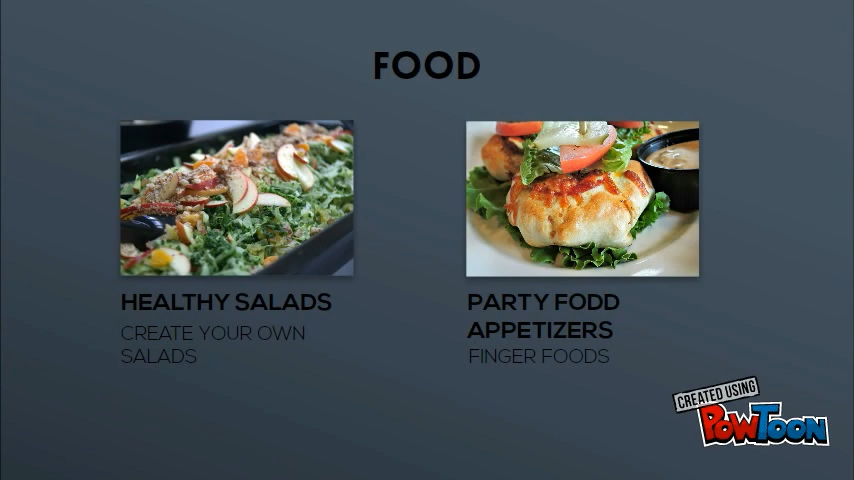 FOOD
HEALTHY SALADS
CREATE YOUR OWN
SALADS
PARTY FODD
APPETIZERS
FINGER FOODS
CREATED USING
POWTOON